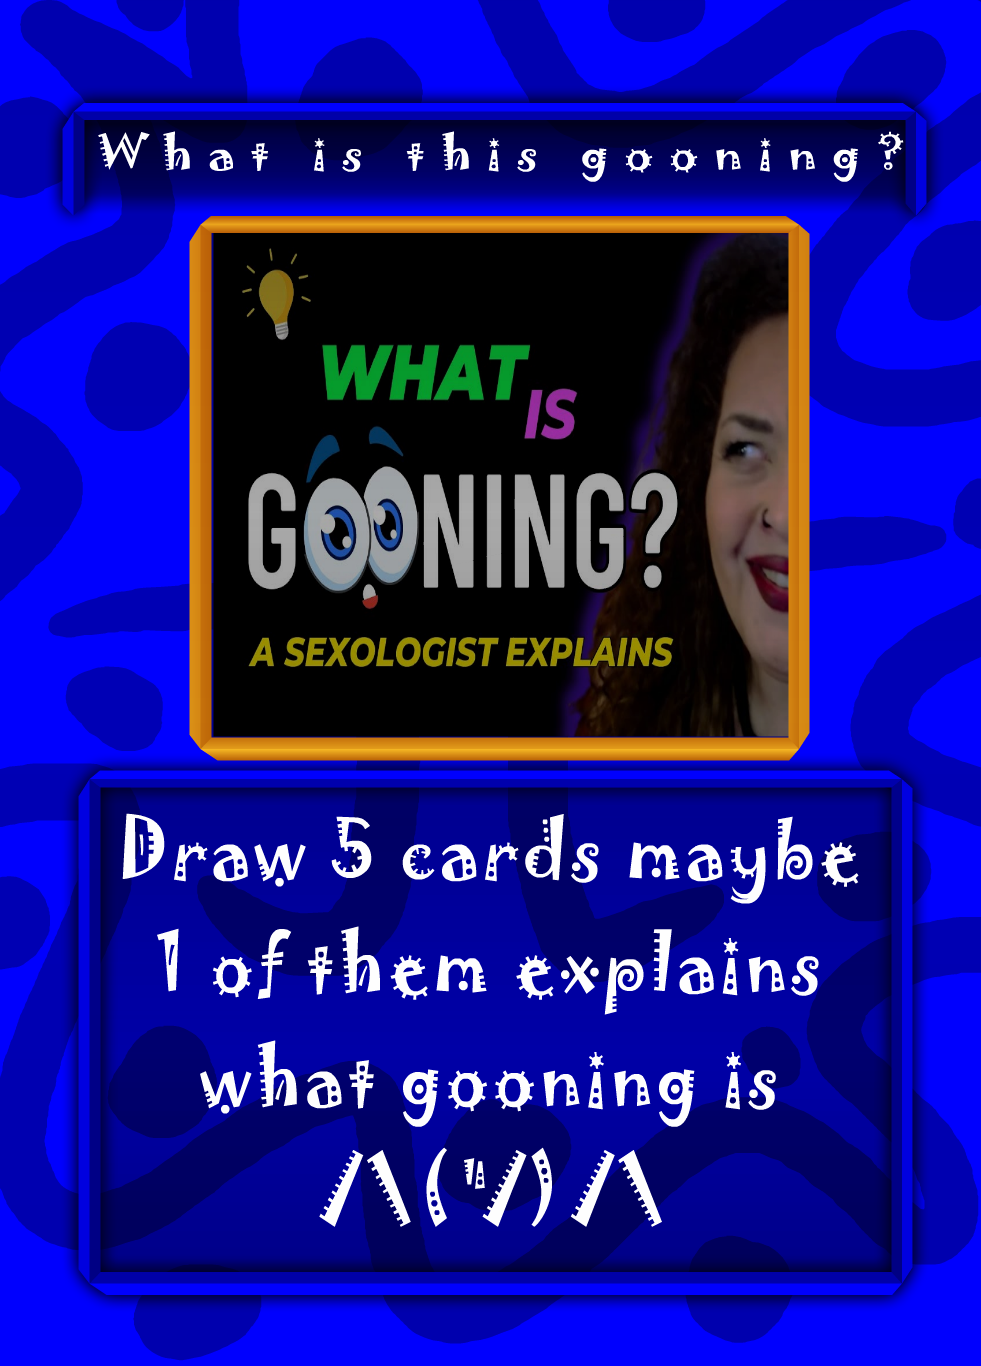 What is this gooning?
WHAT
IS
GOONING?
A SEXOLOGIST EXPLAINS
Draw 5 cards maybe
1 of them explains
what gooning is
/\("/) /\